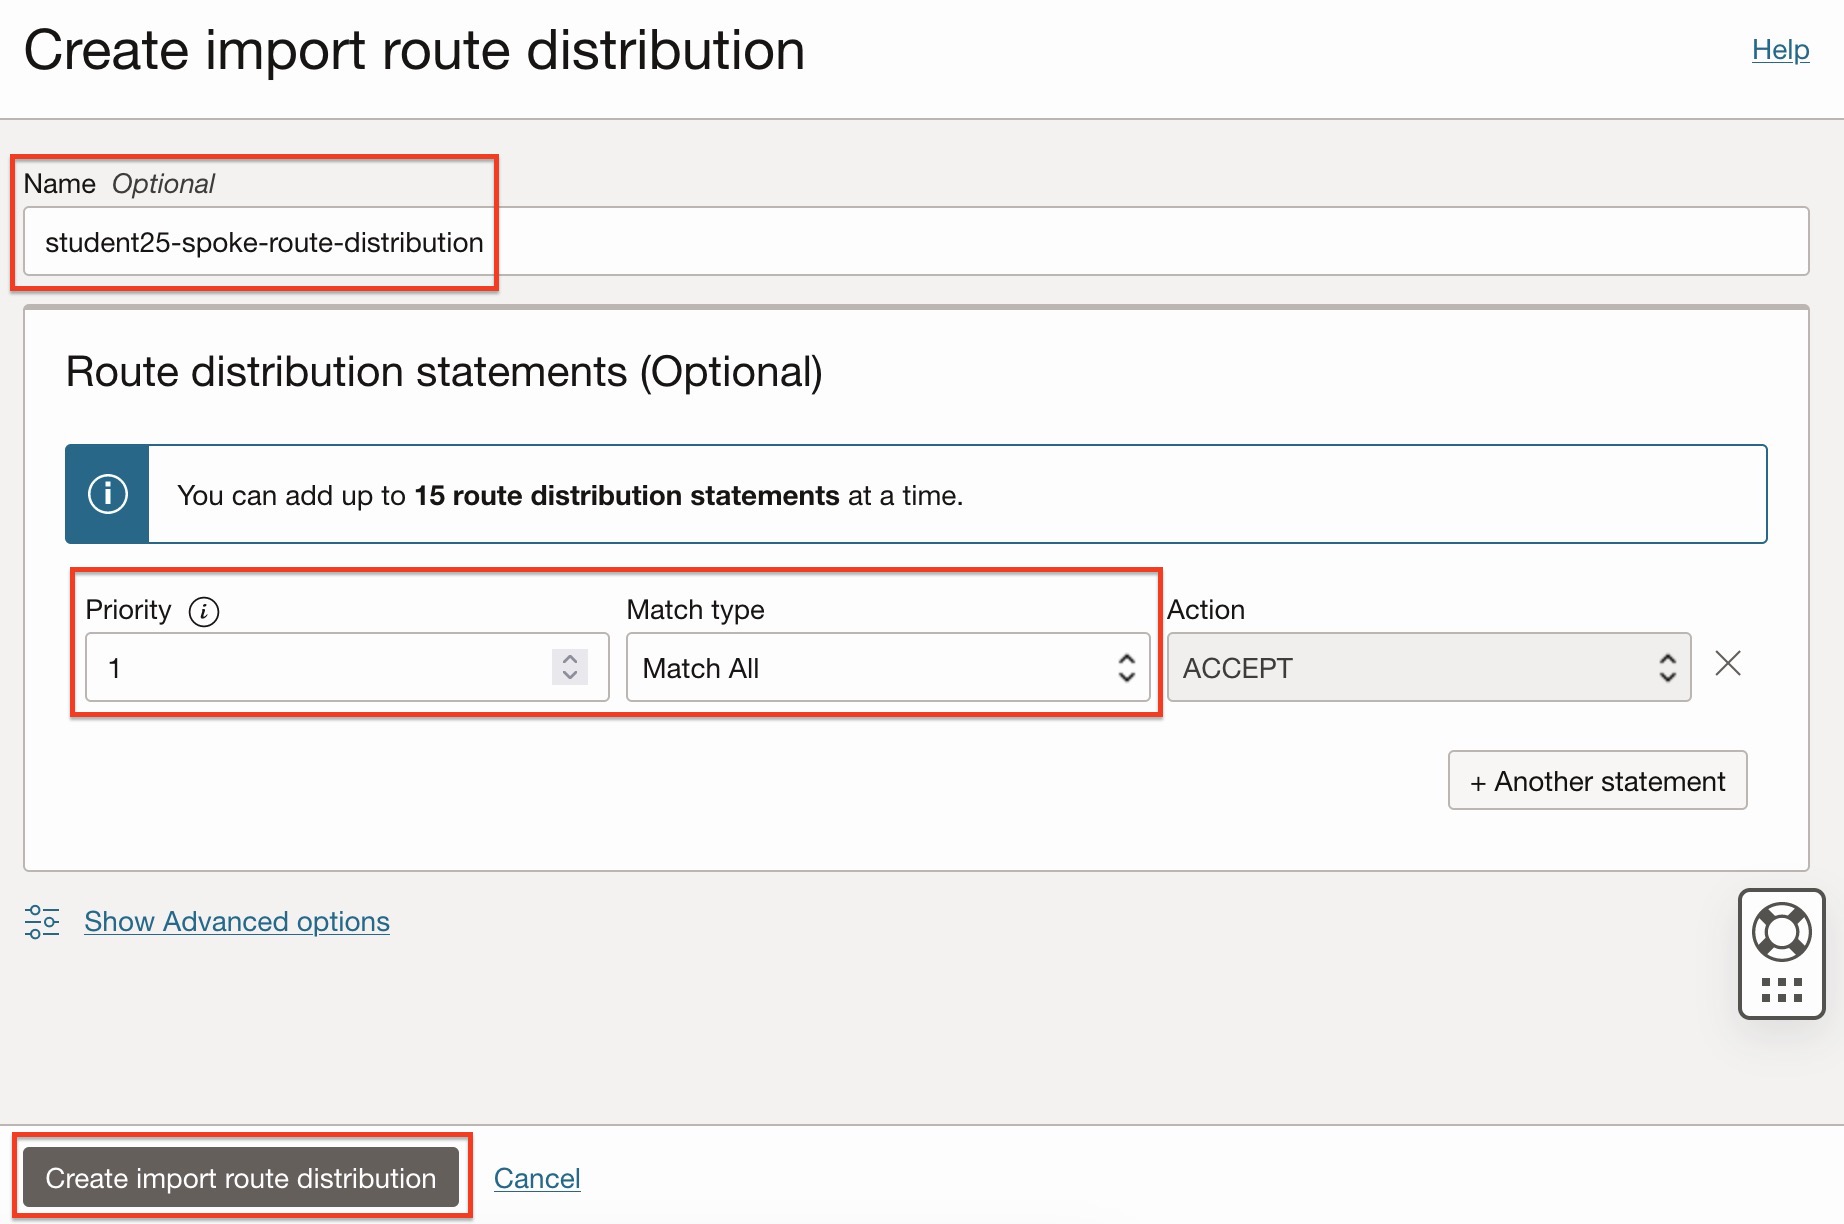 Create import route distribution
Help
Name Optional
student25-spoke-route-distribution
Route distribution statements (Optional)
You can add up to 15 route distribution statements at a time.
Priority Match type Action
1 Match All ACCEPT
+ Another statement
Show Advanced options
Create import route distribution Cancel